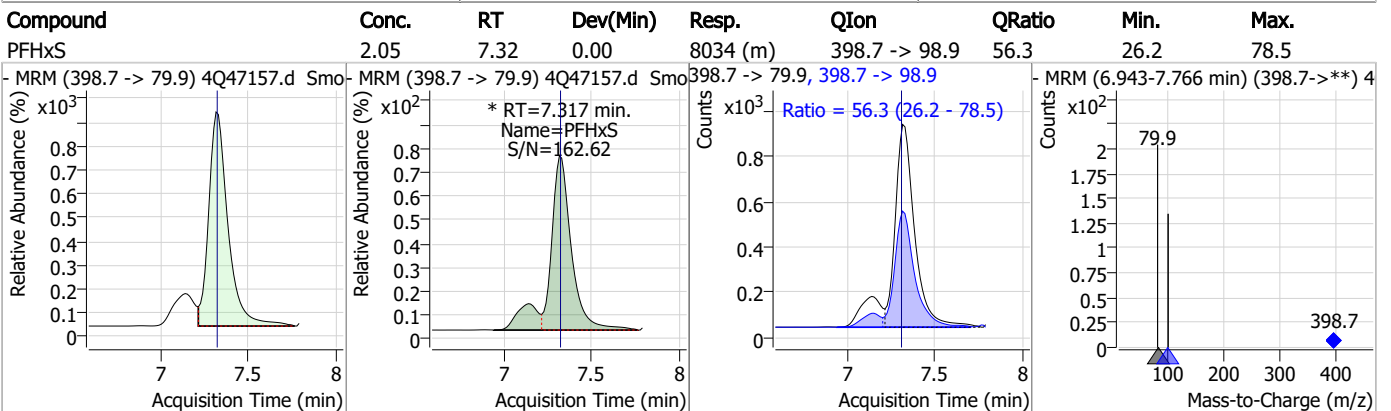 Compound Conc. RT Dev(Min) Resp. QIon QRatio Min. Max.
PFHxS 2.05 7.32 0.00 8034 (m) 398.7 -> 98.9 56.3 26.2 78.5
- MRM (398.7 -> 79.9) 4Q47157.d Smo
Relative Abundance (%)
x10³
0.8
0.7
0.6
0.5
0.4
0.3
0.2
0.1
0
7 7.5 8
Acquisition Time (min)
- MRM (398.7 -> 79.9) 4Q47157.d Smo
* RT=7.317 min.
Name=PFHxS
S/N=162.62
Relative Abundance (%)
x10²
0.8
0.7
0.6
0.5
0.4
0.3
0.2
0.1
0
7 7.5 8
Acquisition Time (min)
398.7 -> 79.9, 398.7 -> 98.9
Ratio = 56.3 (26.2 - 78.5)
Counts
x10³
0.8
0.6
0.4
0.2
0
7 7.5 8
Acquisition Time (min)
- MRM (6.943-7.766 min) (398.7->**) 4
Counts
x10²
79.9
398.7
2
1.75
1.5
1.25
1
0.75
0.5
0.25
0
100 200 300 400
Mass-to-Charge (m/z)